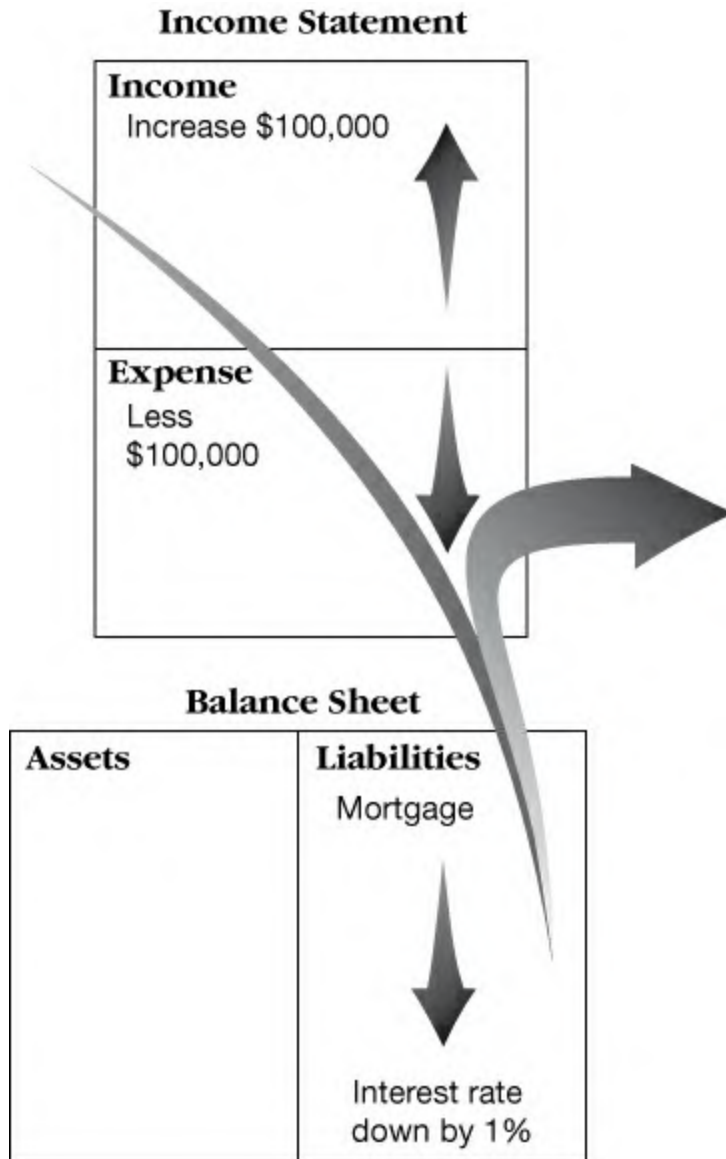 Income Statement
Income
Increase $100,000
Expense
Less
$100,000
Balance Sheet
Assets
Liabilities
Mortgage
Interest rate
down by 1%